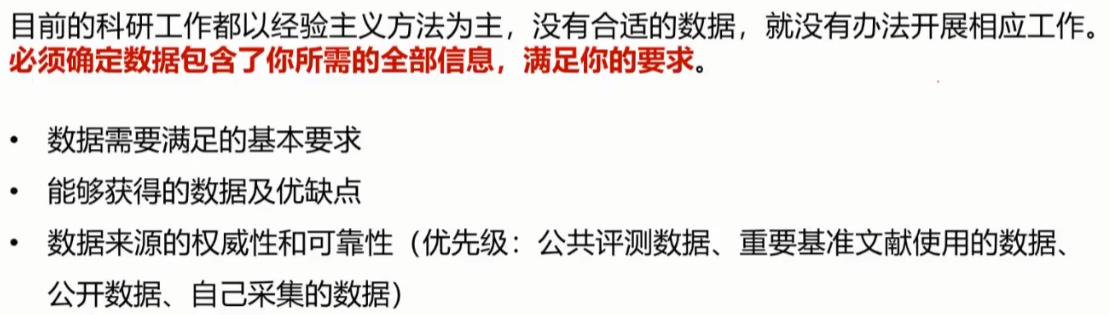 目前的科研工作都以经验主义方法为主，没有合适的数据，就没有办法开展相应工作。
必须确定数据包含了你所需的全部信息，满足你的要求。
• 数据需要满足的基本要求
• 能够获得的数据及优缺点
• 数据来源的权威性和可靠性（优先级：公共评测数据、重要基准文献使用的数据、
公开数据、自己采集的数据）